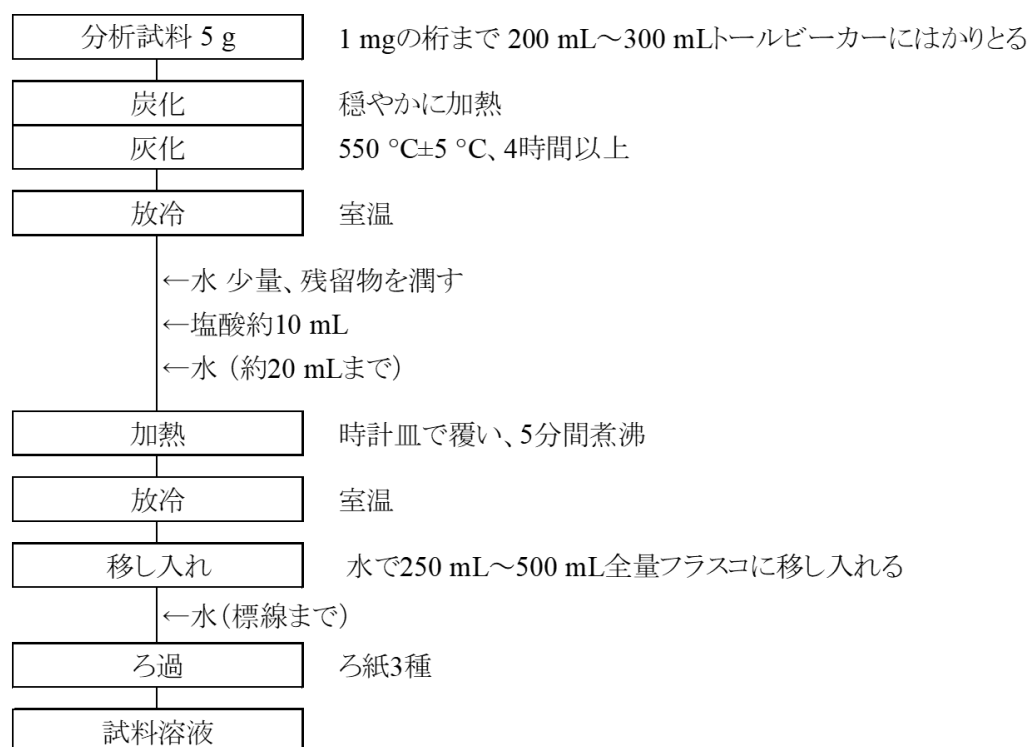 分析試料 5 g 1 mgの桁まで 200 mL～300 mLトールビーカーにはかりとる
炭化 穏やかに加熱
灰化 550 °C±5 °C、4時間以上
放冷 室温
←水 少量、残留物を潤す
←塩酸約10 mL
←水 （約20 mLまで）
加熱 時計皿で覆い、5分間煮沸
放冷 室温
移し入れ 水で250 mL～500 mL全量フラスコに移し入れる
←水（標線まで）
ろ過 ろ紙3種
試料溶液